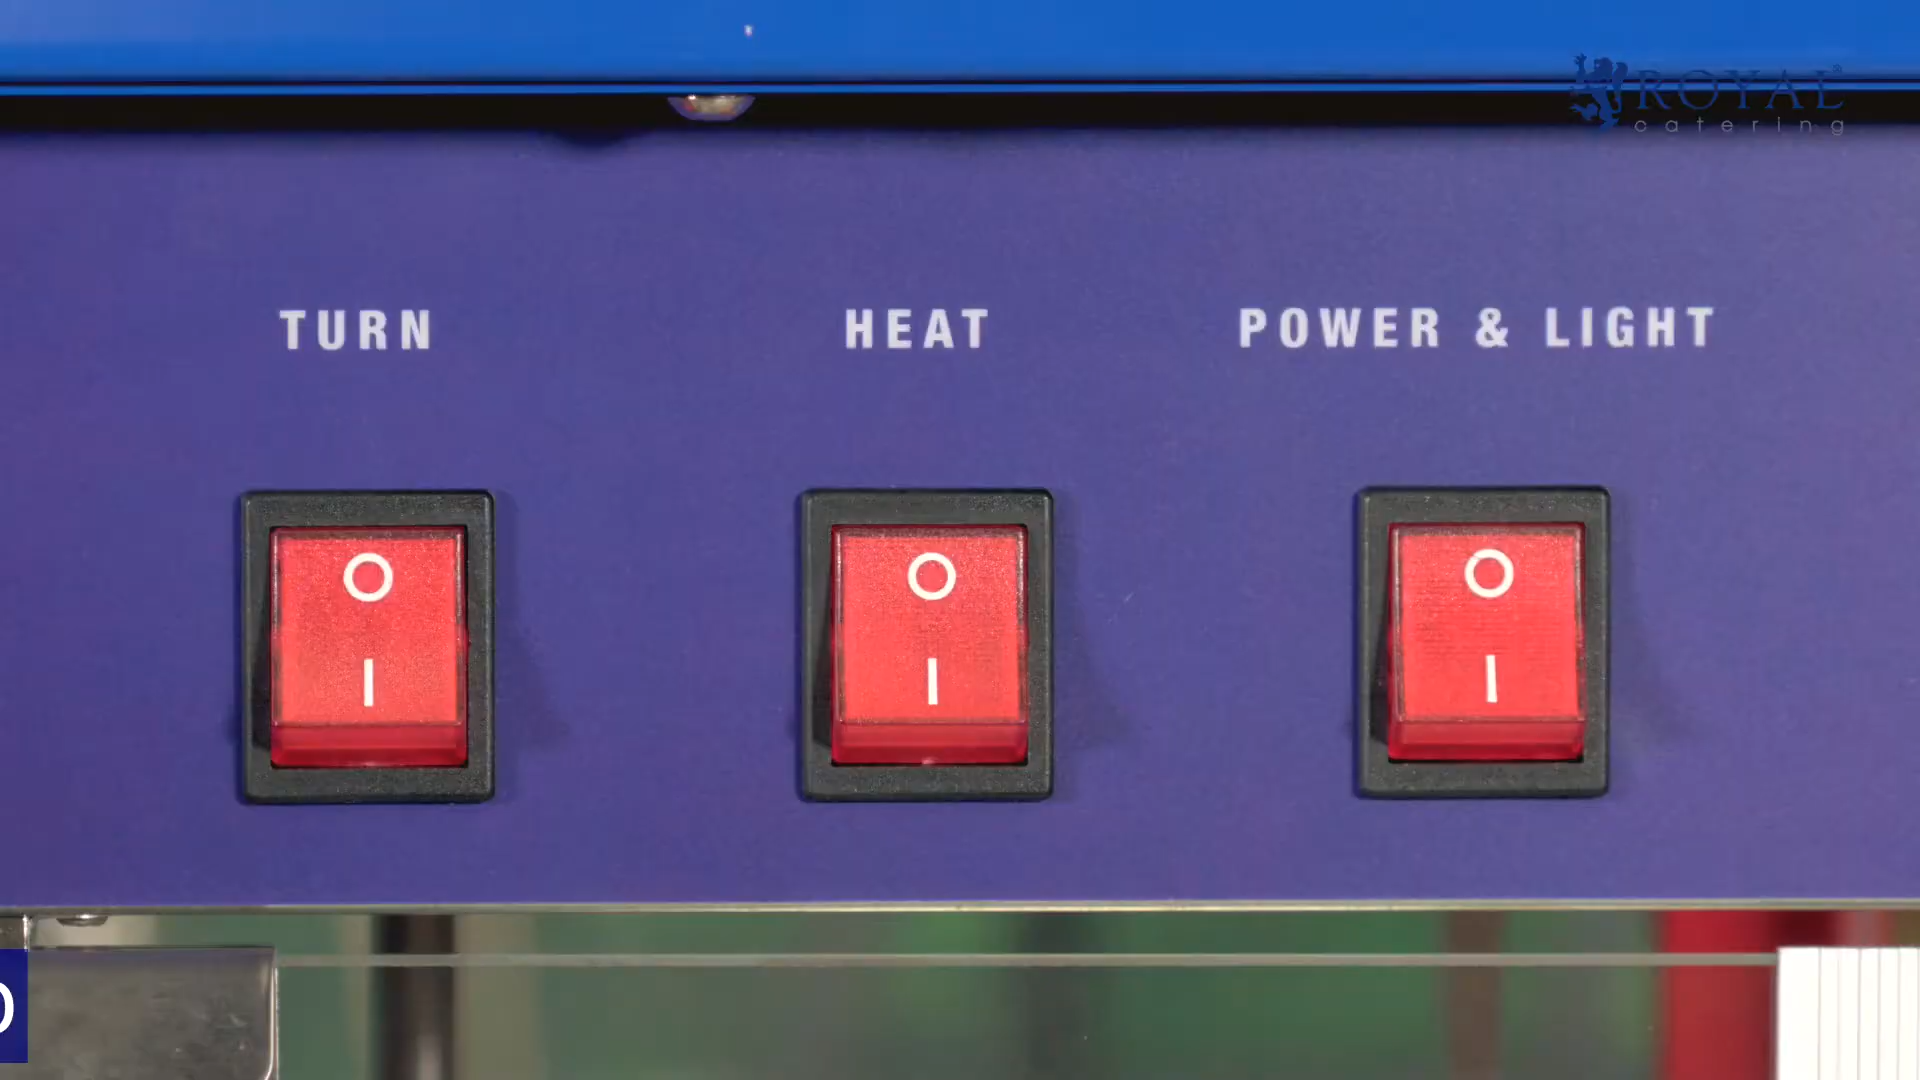 ROYAL®
catering
TURN HEAT POWER & LIGHT
O O O
I I I